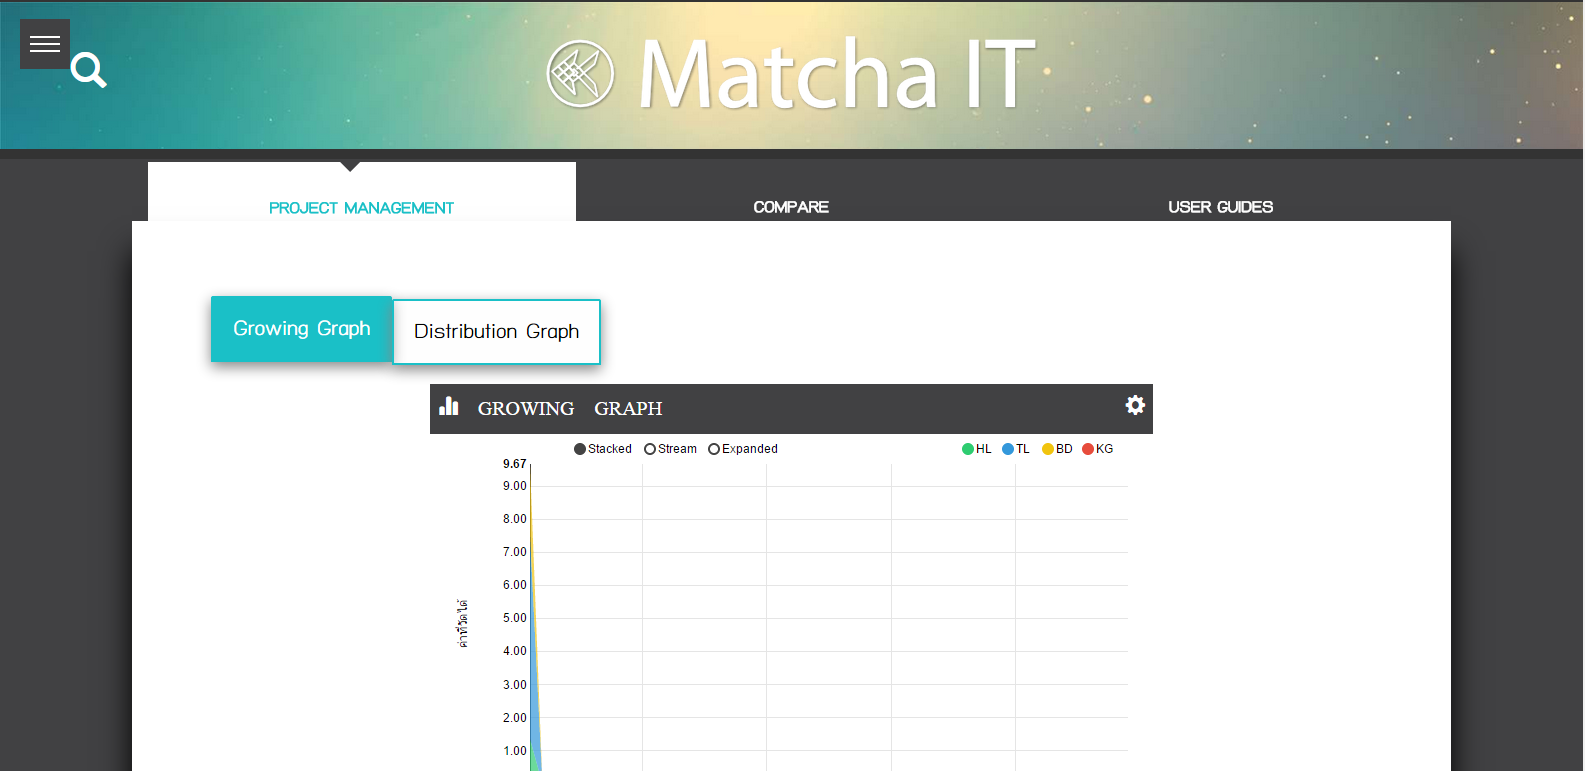 Matcha IT
PROJECT MANAGEMENT
COMPARE
USER GUIDES
Growing Graph
Distribution Graph
GROWING GRAPH
Stacked Stream Expanded
HL TL BD KG
9.67
9.00
8.00
7.00
6.00
5.00
4.00
3.00
2.00
1.00
ค่าที่วัดได้